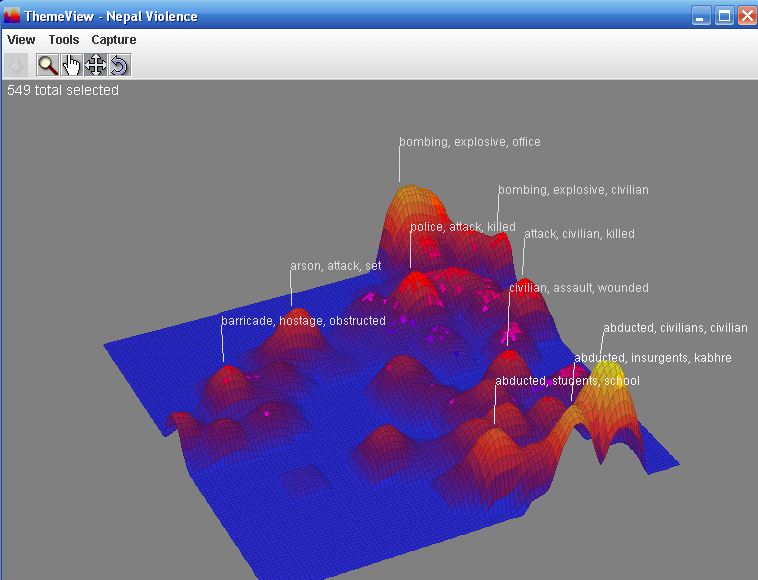 ThemeView - Nepal Violence
View Tools Capture
549 total selected
bombing, explosive, office
bombing, explosive, civilian
police, attack, killed
attack, civilian, killed
arson, attack, set
civilian, assault, wounded
barricade, hostage, obstructed
abducted, civilians, civilian
abducted, insurgents, kabhre
abducted, students, school